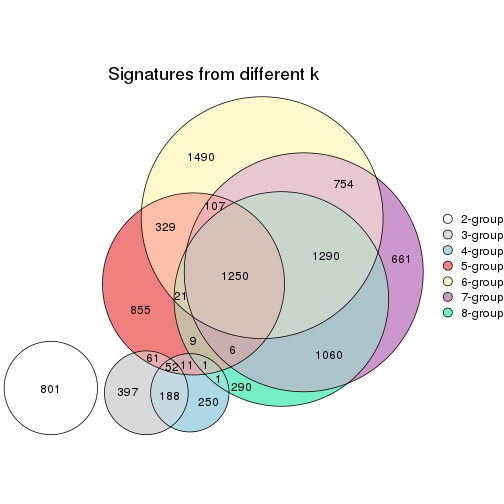 Signatures from different k
1490
754
107
329
1290
661
1250
21
855
9
6
1060
61
52
11
1
1
290
801
397
188
250
2-group
3-group
4-group
5-group
6-group
7-group
8-group